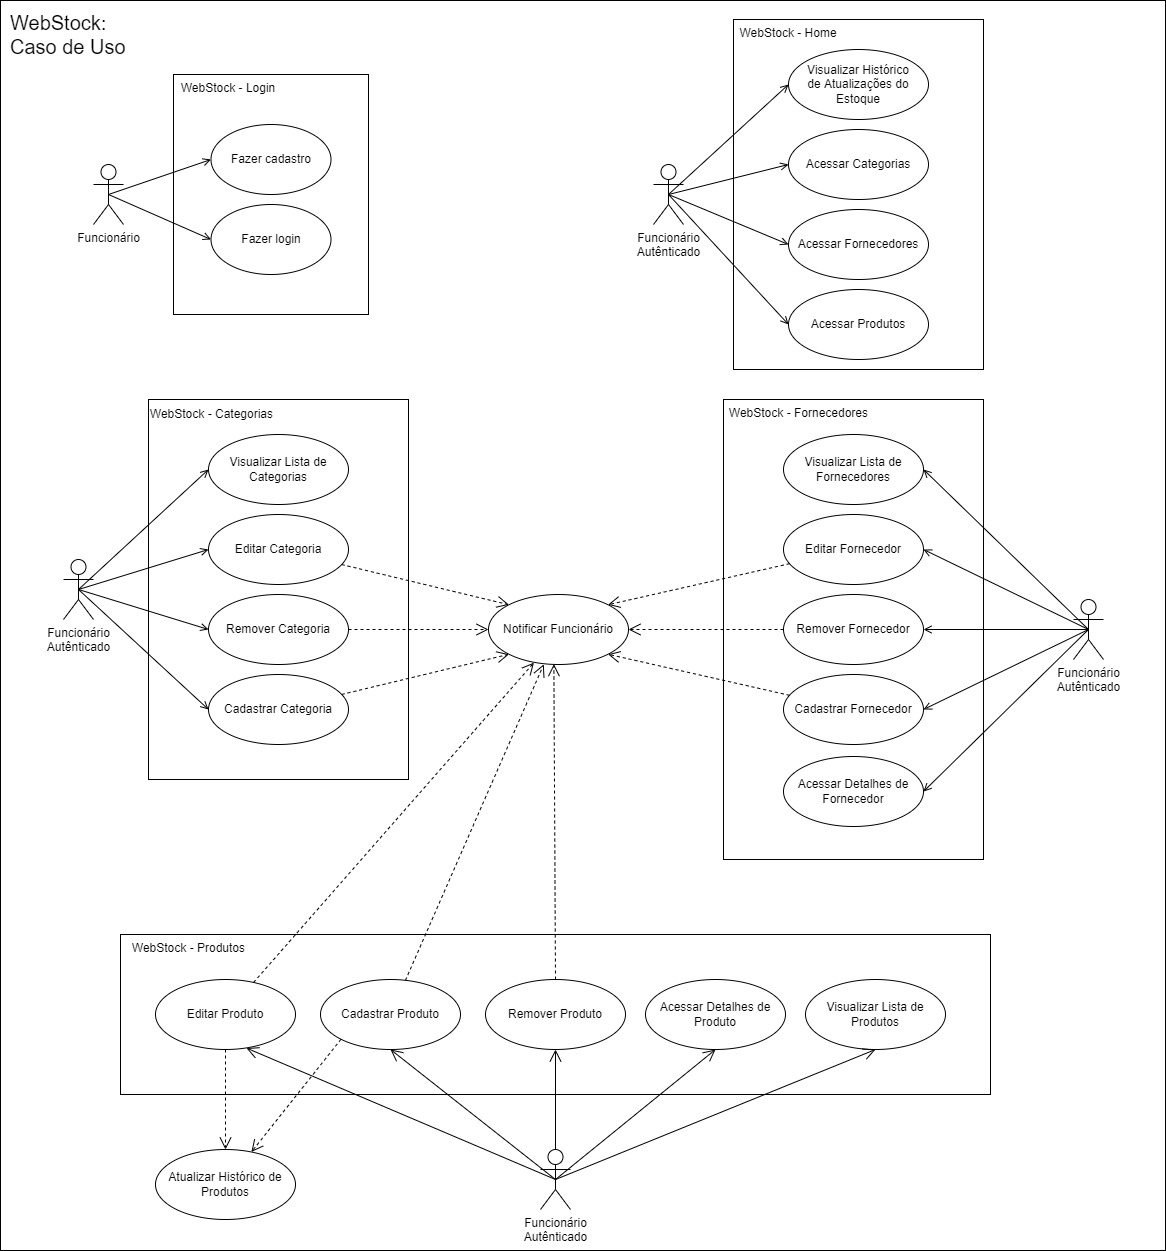 WebStock:
Caso de Uso
WebStock - Login
Fazer cadastro
Fazer login
Funcionário
WebStock - Home
Visualizar Histórico
de Atualizações do
Estoque
Acessar Categorias
Acessar Fornecedores
Acessar Produtos
Funcionário
Autênticado
WebStock - Categorias
Visualizar Lista de
Categorias
Editar Categoria
Remover Categoria
Cadastrar Categoria
Funcionário
Autênticado
Notificar Funcionário
WebStock - Fornecedores
Visualizar Lista de
Fornecedores
Editar Fornecedor
Remover Fornecedor
Cadastrar Fornecedor
Acessar Detalhes de
Fornecedor
Funcionário
Autênticado
WebStock - Produtos
Editar Produto
Cadastrar Produto
Remover Produto
Acessar Detalhes de
Produto
Visualizar Lista de
Produtos
Atualizar Histórico de
Produtos
Funcionário
Autênticado